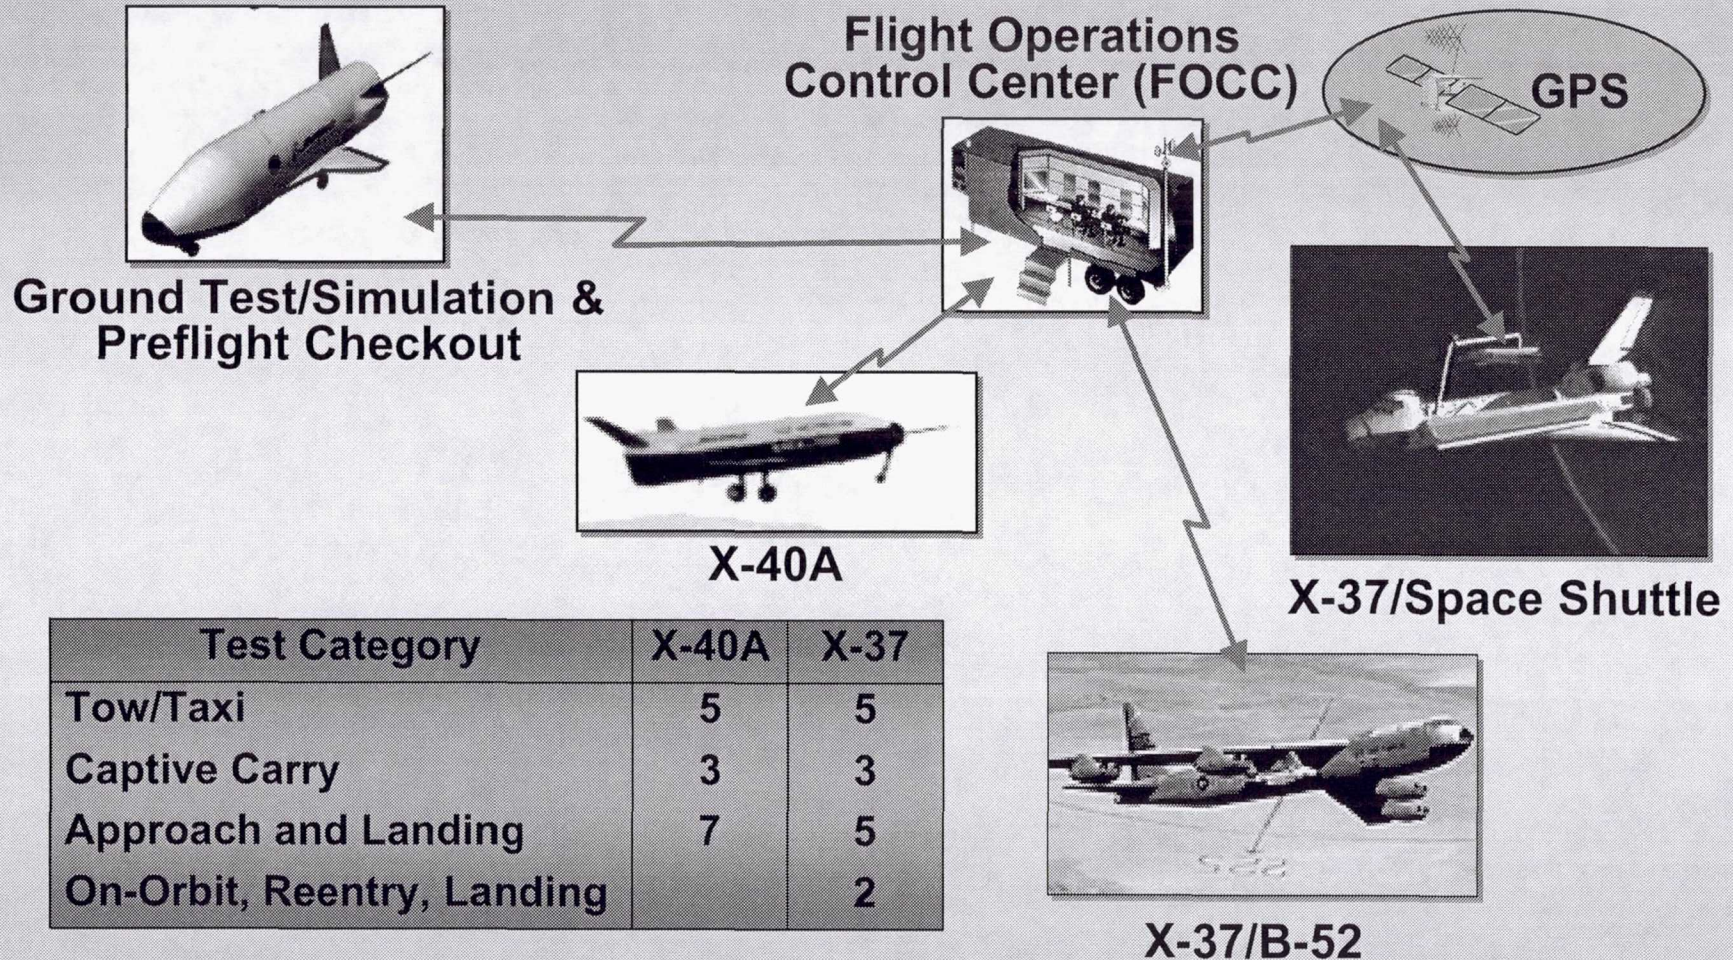 Flight Operations
Control Center (FOCC)
GPS
Ground Test/Simulation &
Preflight Checkout
X-40A
X-37/Space Shuttle
Test Category X-40A X-37
Tow/Taxi 5 5
Captive Carry 3 3
Approach and Landing 7 5
On-Orbit, Reentry, Landing 2
X-37/B-52